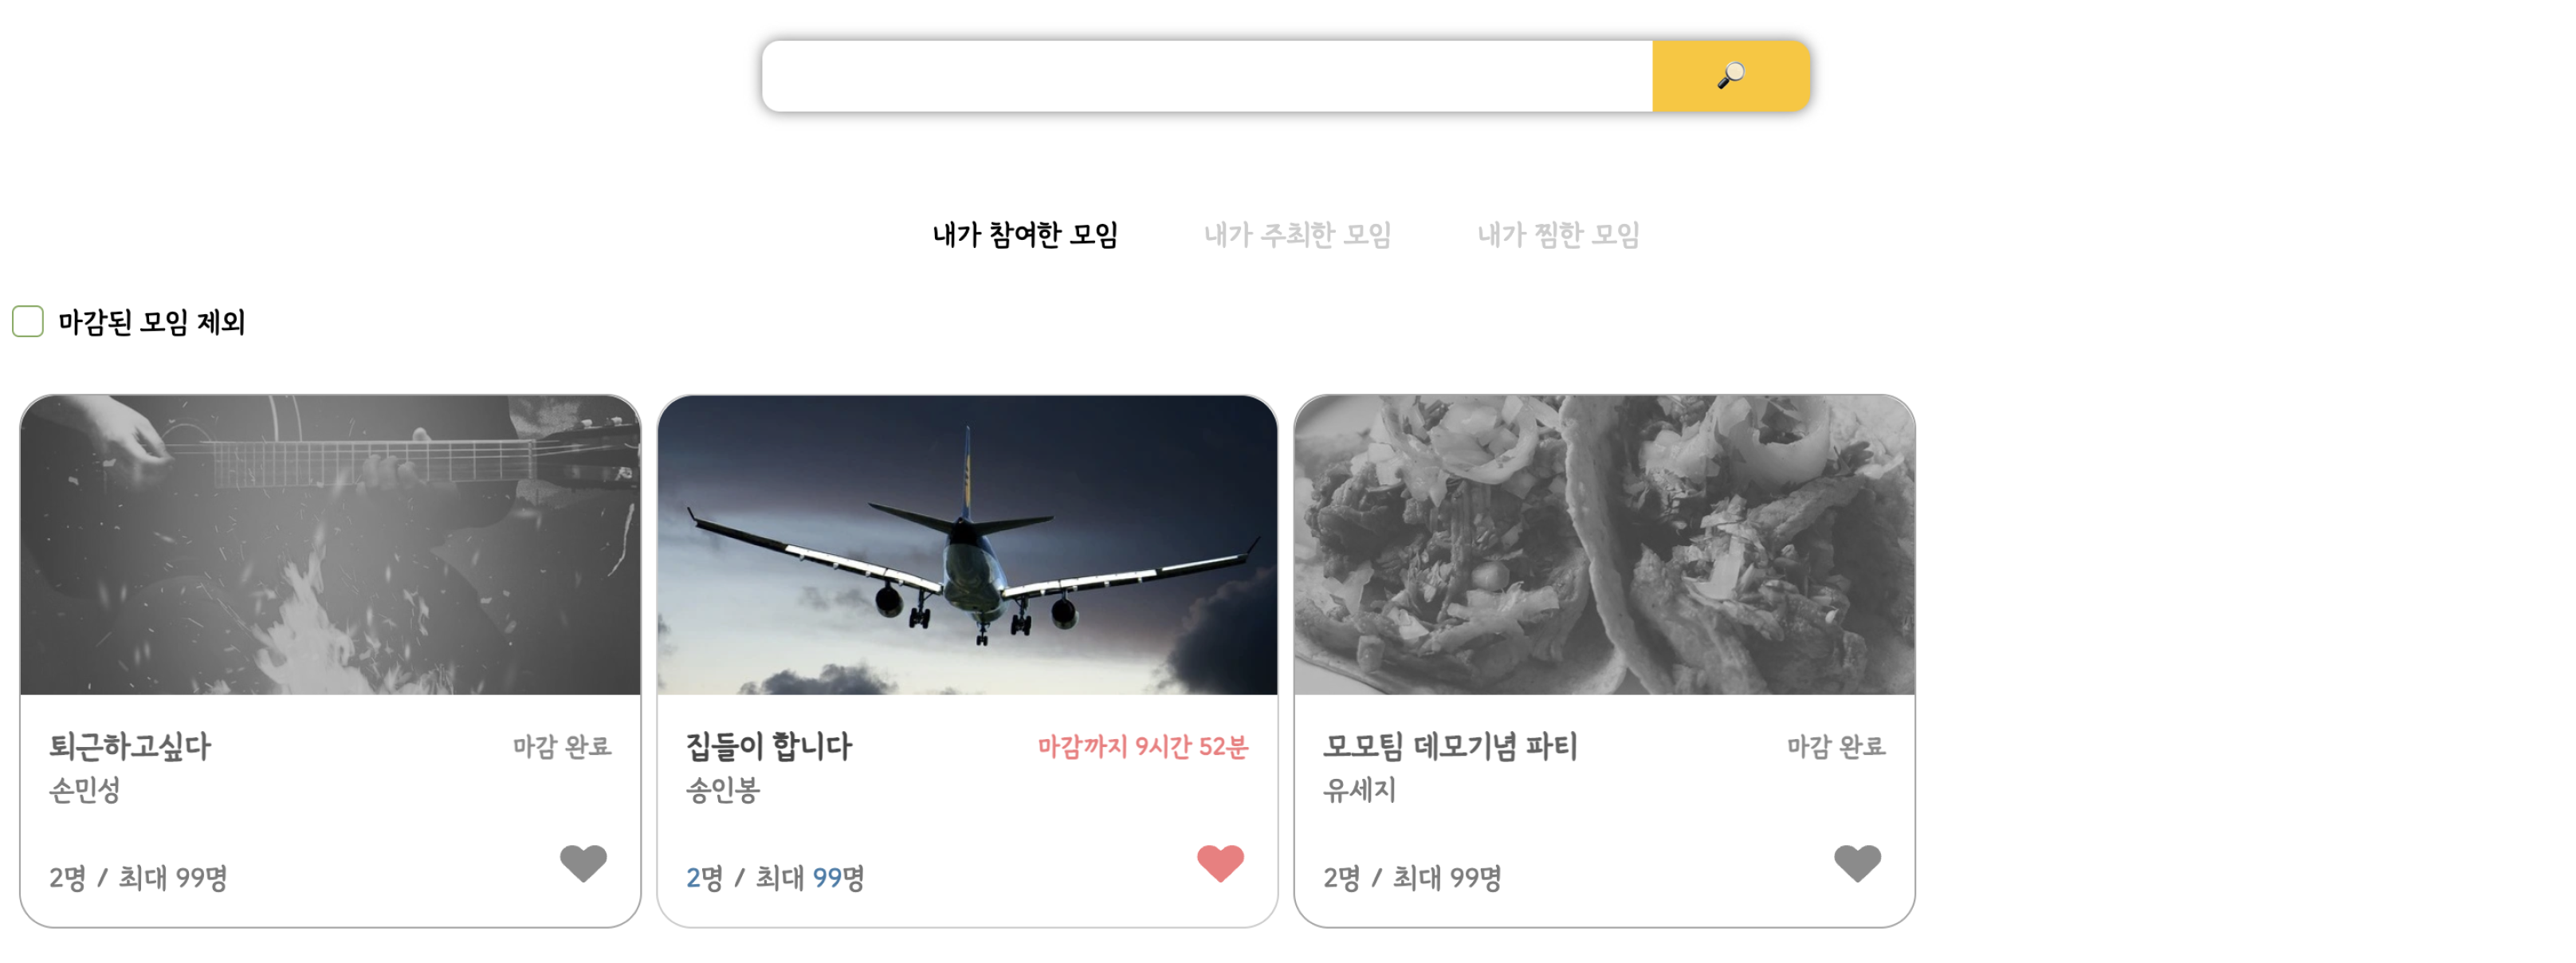 내가 참여한 모임 내가 주최한 모임 내가 찜한 모임
마감된 모임 제외
퇴근하고싶다 마감 완료
손민성
2명 / 최대 99명
집들이 합니다 마감까지 9시간 52분
송인봉
2명 / 최대 99명
모모팀 데모기념 파티 마감 완료
유세지
2명 / 최대 99명